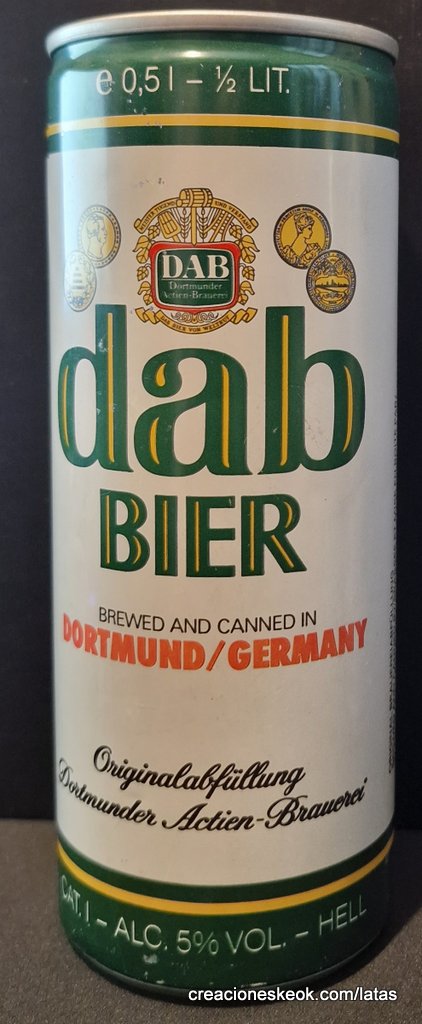 ℮ 0,5 l – ½ LIT.
DAB
Dortmunder
Actien-Brauerei
dab
BIER
BREWED AND CANNED IN
DORTMUND/GERMANY
Originalabfüllung
Dortmunder Actien-Brauerei
CAT. I – ALC. 5% VOL. – HELL
creacioneskeok.com/latas